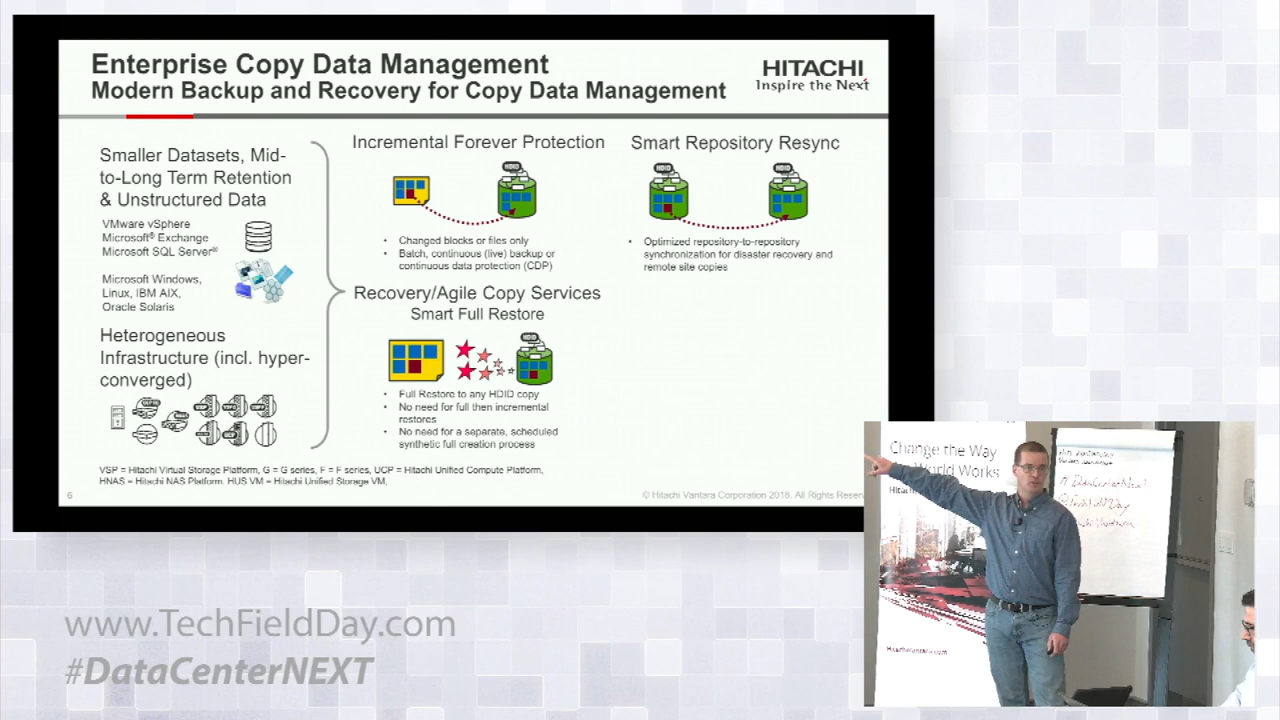 Enterprise Copy Data Management
Modern Backup and Recovery for Copy Data Management
HITACHI
Inspire the Next
Smaller Datasets, Mid-
to-Long Term Retention
& Unstructured Data
VMware vSphere
Microsoft® Exchange
Microsoft SQL Server®
Microsoft Windows,
Linux, IBM AIX,
Oracle Solaris
Heterogeneous
Infrastructure (incl. hyper-
converged)
Incremental Forever Protection
HDID
• Changed blocks or files only
• Batch, continuous (live) backup or
continuous data protection (CDP)
Recovery/Agile Copy Services
Smart Full Restore
HDID
• Full Restore to any HDID copy
• No need for full then incremental
restores
• No need for a separate, scheduled
synthetic full creation process
Smart Repository Resync
HDID
HDID
• Optimized repository-to-repository
synchronization for disaster recovery and
remote site copies
VSP = Hitachi Virtual Storage Platform, G = G series, F = F series, UCP = Hitachi Unified Compute Platform,
HNAS = Hitachi NAS Platform. HUS VM = Hitachi Unified Storage VM,
6
© Hitachi Vantara Corporation 2018. All Rights Reser
Change the Way
World Works
www.TechFieldDay.com
#DataCenterNEXT